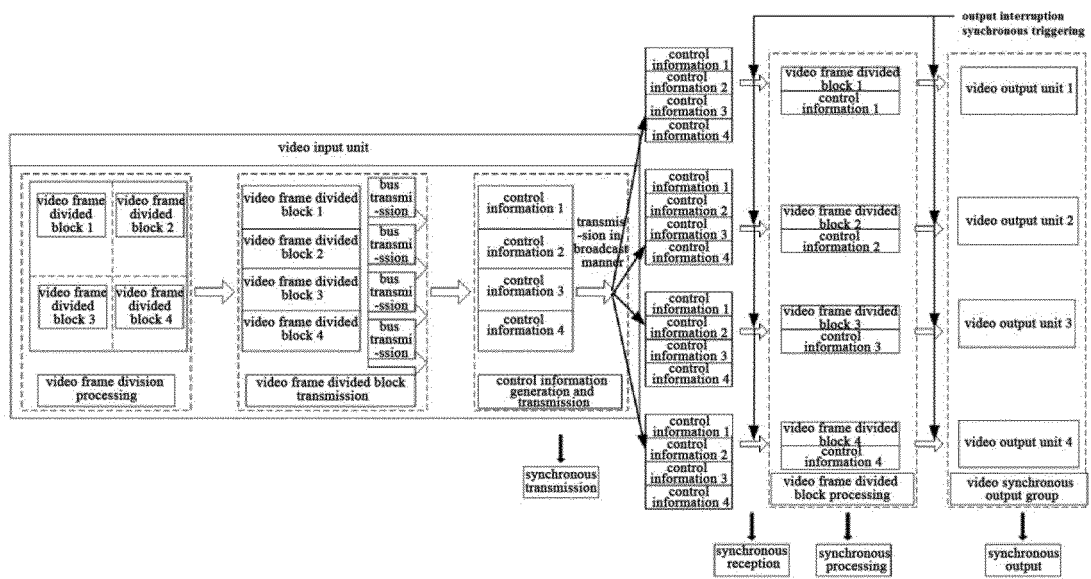 output interruption
synchronous triggering
video input unit
video frame
divided
block 1
video frame
divided
block 2
video frame
divided
block 3
video frame
divided
block 4
video frame division
processing
video frame divided
block 1
video frame divided
block 2
video frame divided
block 3
video frame divided
block 4
bus
transmi
-ssion
bus
transmi
-ssion
bus
transmi
-ssion
bus
transmi
-ssion
video frame divided block
transmission
control
information 1
control
information 2
control
information 3
control
information 4
control information
generation and
transmission
transmis
-sion in
broadcast
manner
synchronous
transmission
control
information 1
control
information 2
control
information 3
control
information 4
control
information 1
control
information 2
control
information 3
control
information 4
control
information 1
control
information 2
control
information 3
control
information 4
control
information 1
control
information 2
control
information 3
control
information 4
synchronous
reception
video frame divided
block 1
control
information 1
video frame divided
block 2
control
information 2
video frame divided
block 3
control
information 3
video frame divided
block 4
control
information 4
video frame divided
block processing
synchronous
processing
video output unit 1
video output unit 2
video output unit 3
video output unit 4
video synchronous
output group
synchronous
output